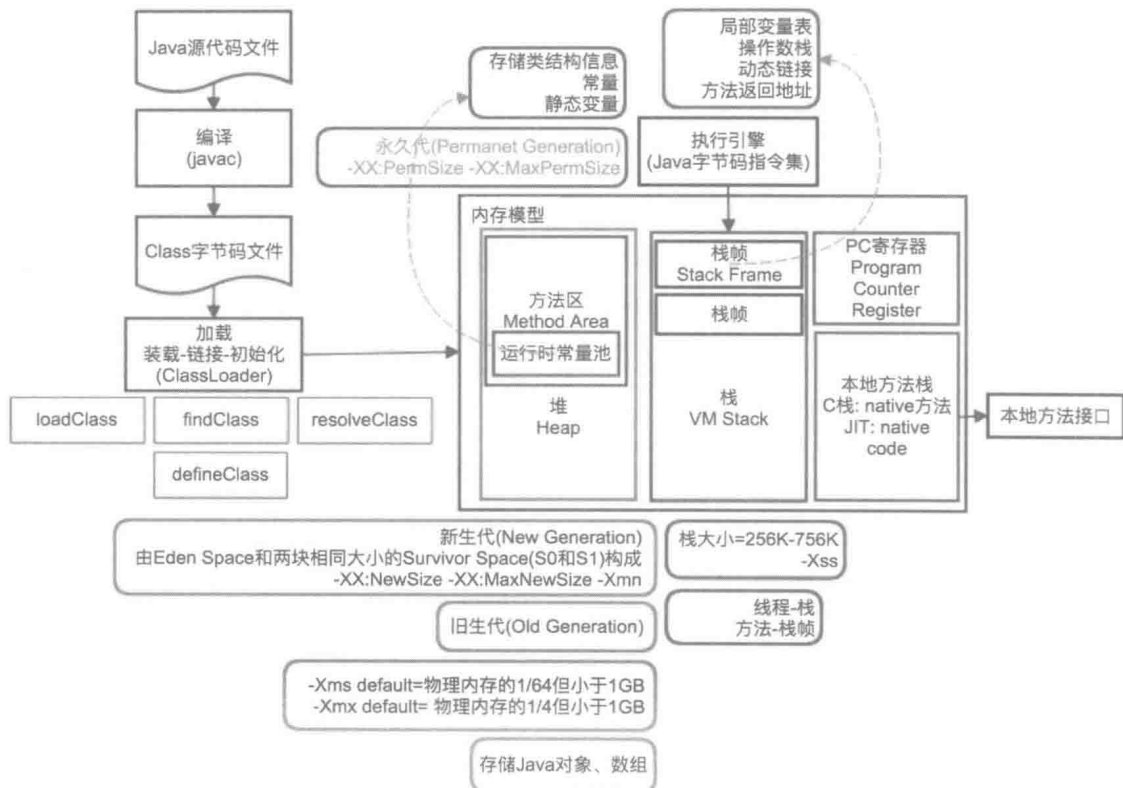 Java源代码文件
编译
(javac)
Class字节码文件
加载
装载-链接-初始化
(ClassLoader)
loadClass
findClass
resolveClass
defineClass
存储类结构信息
常量
静态变量
永久代(Permanet Generation)
-XX:PermSize -XX:MaxPermSize
局部变量表
操作数栈
动态链接
方法返回地址
执行引擎
(Java字节码指令集)
内存模型
方法区
Method Area
运行时常量池
堆
Heap
栈帧
Stack Frame
栈帧
栈
VM Stack
PC寄存器
Program
Counter
Register
本地方法栈
C栈: native方法
JIT: native
code
本地方法接口
新生代(New Generation)
由Eden Space和两块相同大小的Survivor Space(S0和S1)构成
-XX:NewSize -XX:MaxNewSize -Xmn
栈大小=256K-756K
-Xss
旧生代(Old Generation)
线程-栈
方法-栈帧
-Xms default=物理内存的1/64但小于1GB
-Xmx default= 物理内存的1/4但小于1GB
存储Java对象、数组